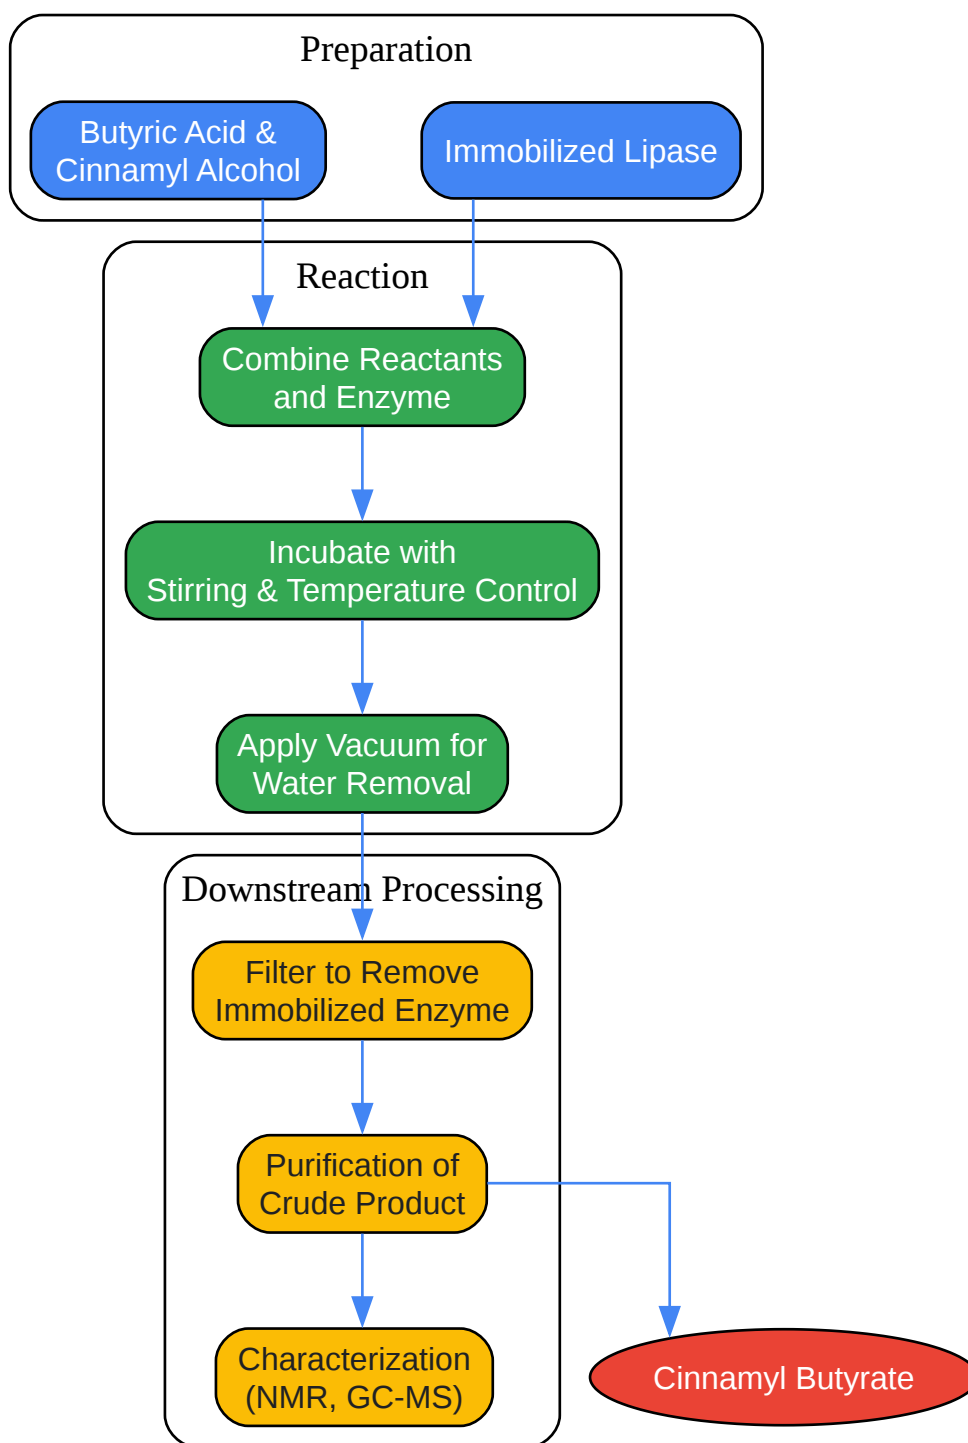 Preparation
Butyric Acid &
Cinnamyl Alcohol
Immobilized Lipase
Reaction
Combine Reactants
and Enzyme
Incubate with
Stirring & Temperature Control
Apply Vacuum for
Water Removal
Downstream Processing
Filter to Remove
Immobilized Enzyme
Purification of
Crude Product
Characterization
(NMR, GC-MS)
Cinnamyl Butyrate